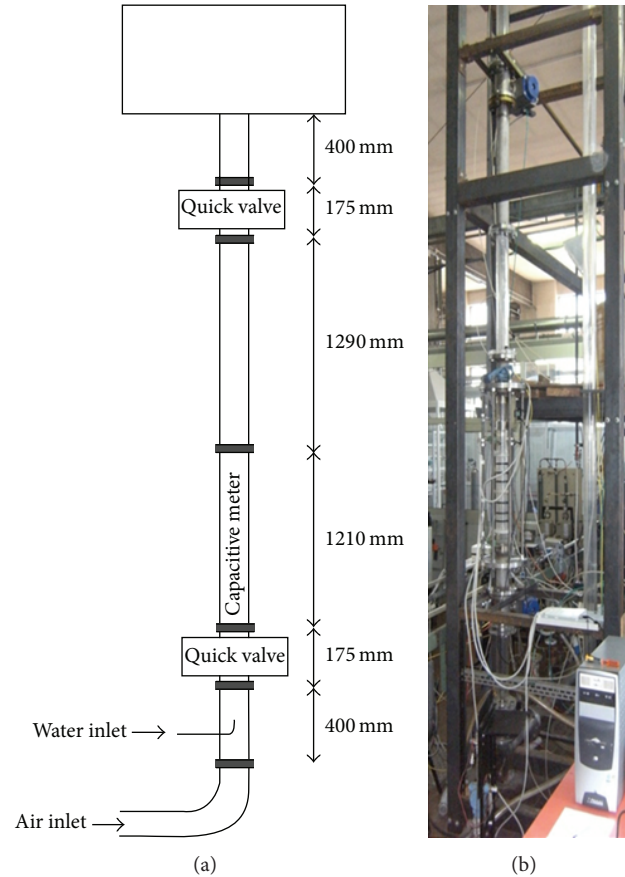 400 mm
Quick valve
175 mm
1290 mm
Capacitive meter
1210 mm
Quick valve
175 mm
400 mm
Water inlet
Air inlet
(a)
(b)